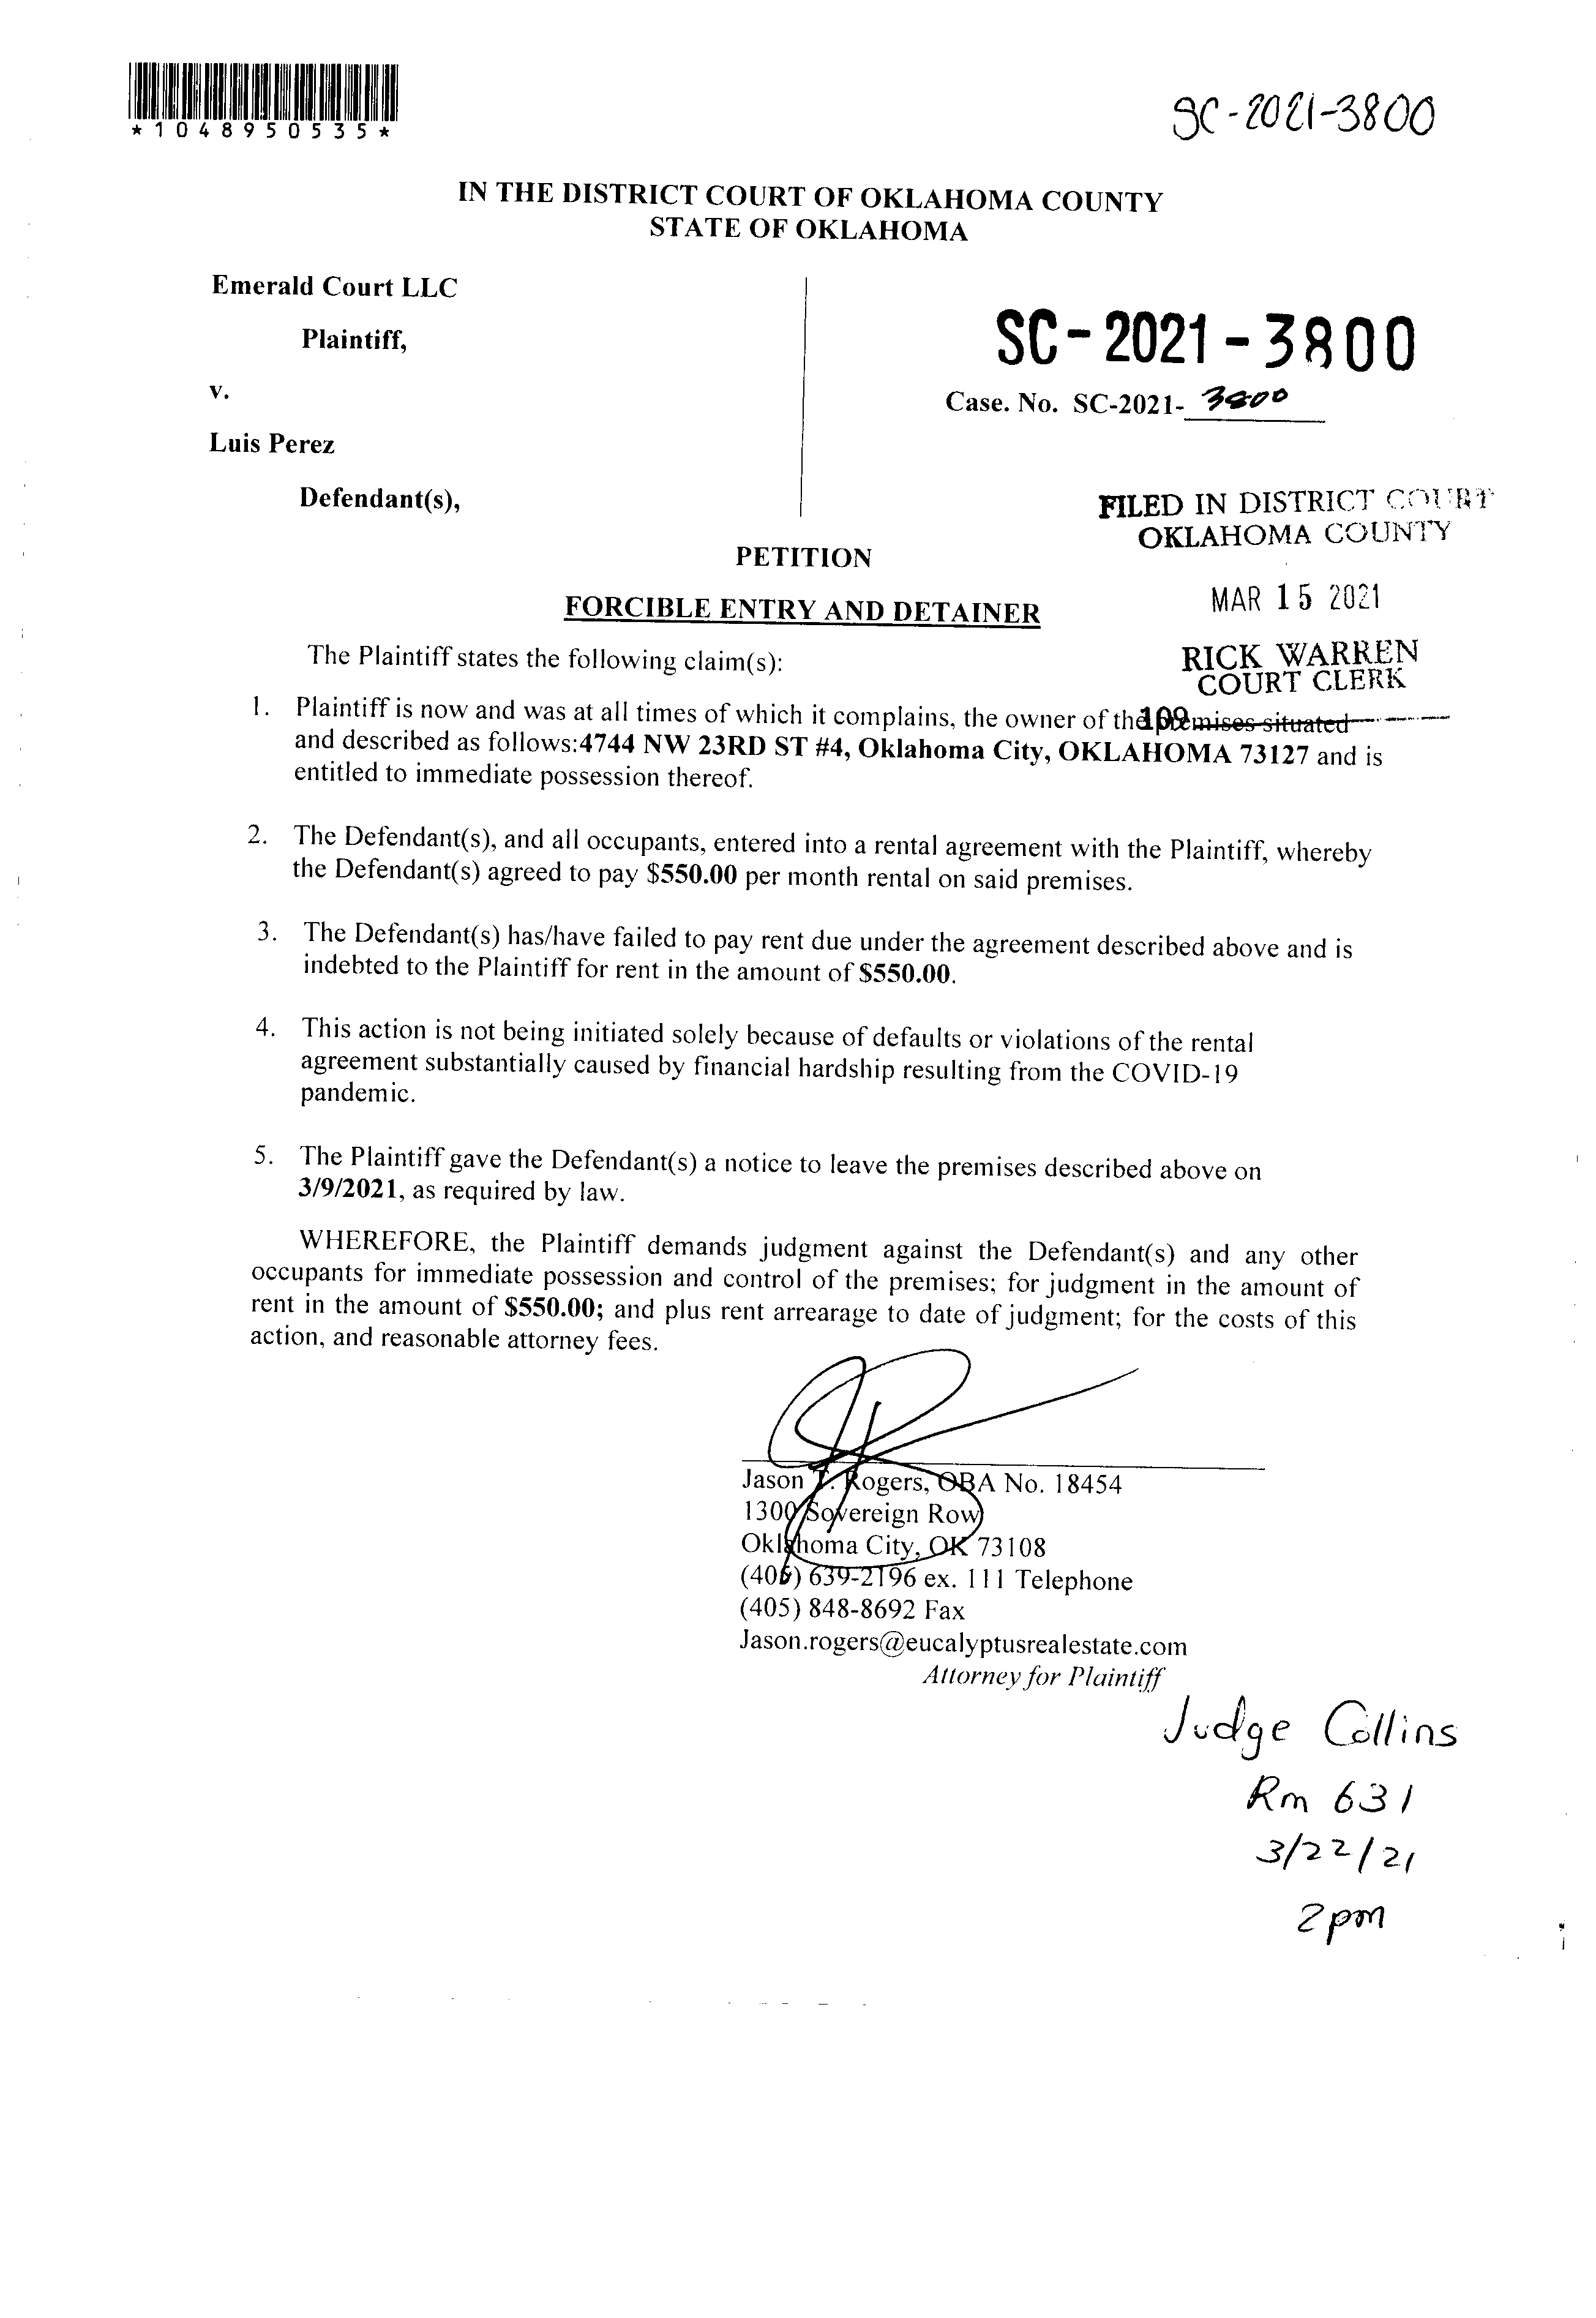 *1048950535*
SC-2021-3800
IN THE DISTRICT COURT OF OKLAHOMA COUNTY
STATE OF OKLAHOMA
Emerald Court LLC
Plaintiff,
v.
Luis Perez
Defendant(s),
SC-2021-3800
Case. No. SC-2021- 3800
FILED IN DISTRICT COURT
OKLAHOMA COUNTY
MAR 15 2021
RICK WARREN
COURT CLERK
109
PETITION
FORCIBLE ENTRY AND DETAINER
The Plaintiff states the following claim(s):
1. Plaintiff is now and was at all times of which it complains, the owner of the premises situated
and described as follows:4744 NW 23RD ST #4, Oklahoma City, OKLAHOMA 73127 and is
entitled to immediate possession thereof.
2. The Defendant(s), and all occupants, entered into a rental agreement with the Plaintiff, whereby
the Defendant(s) agreed to pay $550.00 per month rental on said premises.
3. The Defendant(s) has/have failed to pay rent due under the agreement described above and is
indebted to the Plaintiff for rent in the amount of $550.00.
4. This action is not being initiated solely because of defaults or violations of the rental
agreement substantially caused by financial hardship resulting from the COVID-19
pandemic.
5. The Plaintiff gave the Defendant(s) a notice to leave the premises described above on
3/9/2021, as required by law.
WHEREFORE, the Plaintiff demands judgment against the Defendant(s) and any other
occupants for immediate possession and control of the premises; for judgment in the amount of
rent in the amount of $550.00; and plus rent arrearage to date of judgment; for the costs of this
action, and reasonable attorney fees.
Jason T. Rogers, OBA No. 18454
1300 Sovereign Row
Oklahoma City, OK 73108
(405) 639-2196 ex. 111 Telephone
(405) 848-8692 Fax
Jason.rogers@eucalyptusrealestate.com
Attorney for Plaintiff
Judge Collins
Rm 631
3/22/21
2pm